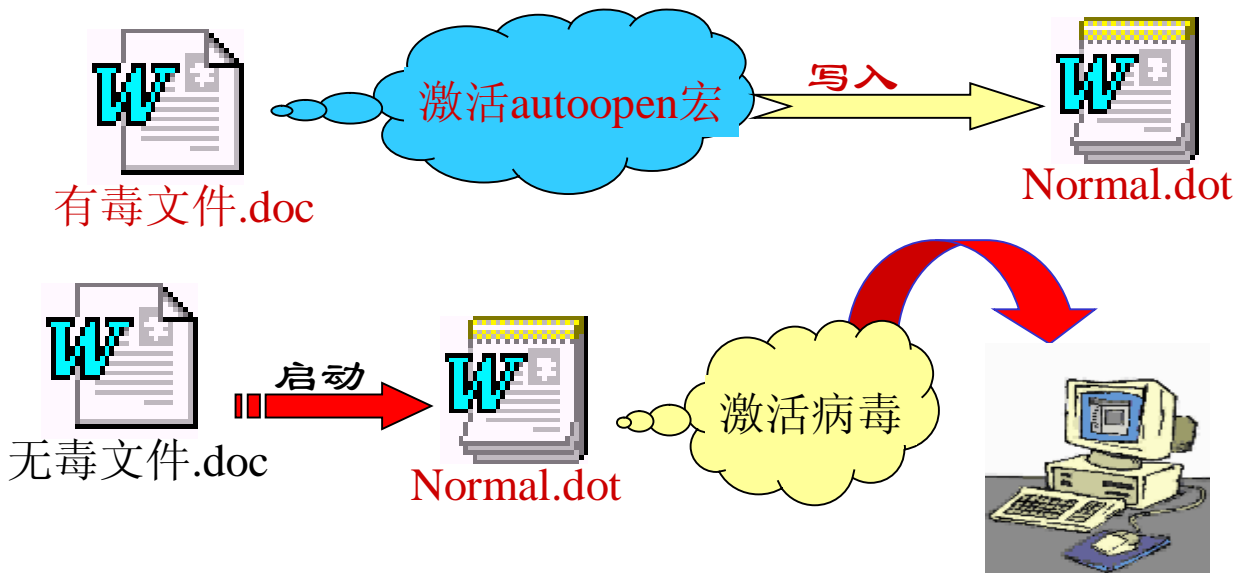 激活autoopen宏
写入
有毒文件.doc
Normal.dot
启动
激活病毒
无毒文件.doc
Normal.dot